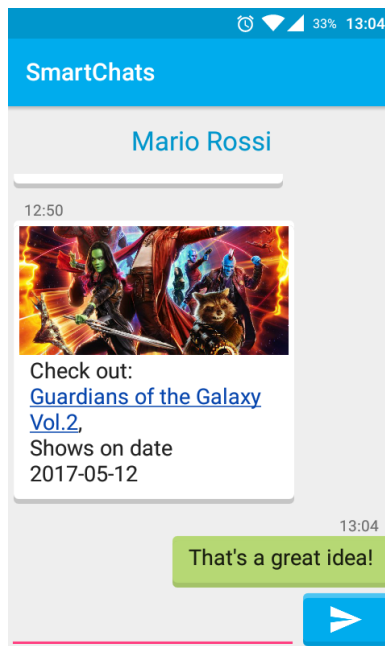 33% 13:04
SmartChats
Mario Rossi
12:50
Check out:
Guardians of the Galaxy
Vol.2,
Shows on date
2017-05-12
13:04
That's a great idea!